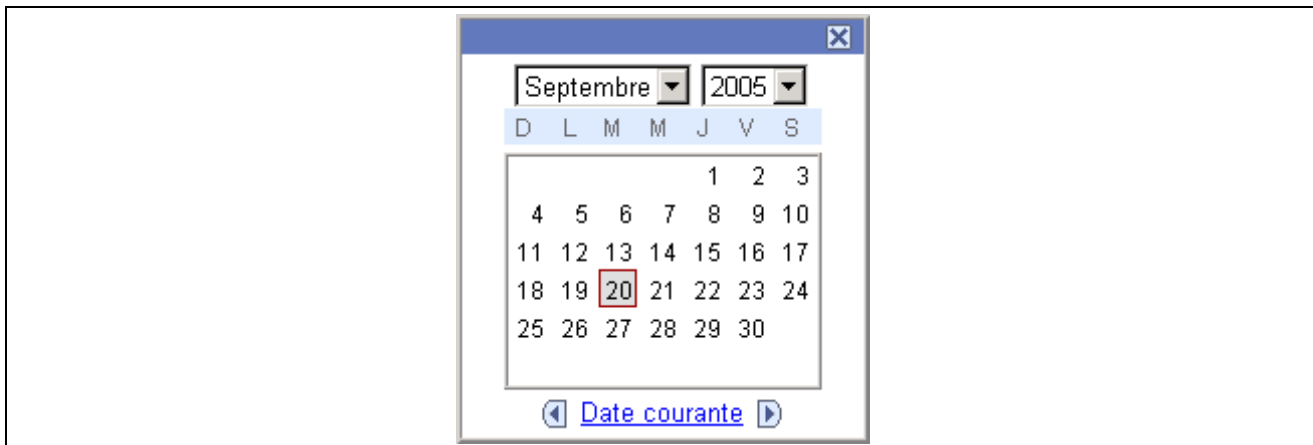 Septembre 2005
D L M M J V S
1 2 3
4 5 6 7 8 9 10
11 12 13 14 15 16 17
18 19 20 21 22 23 24
25 26 27 28 29 30
Date courante